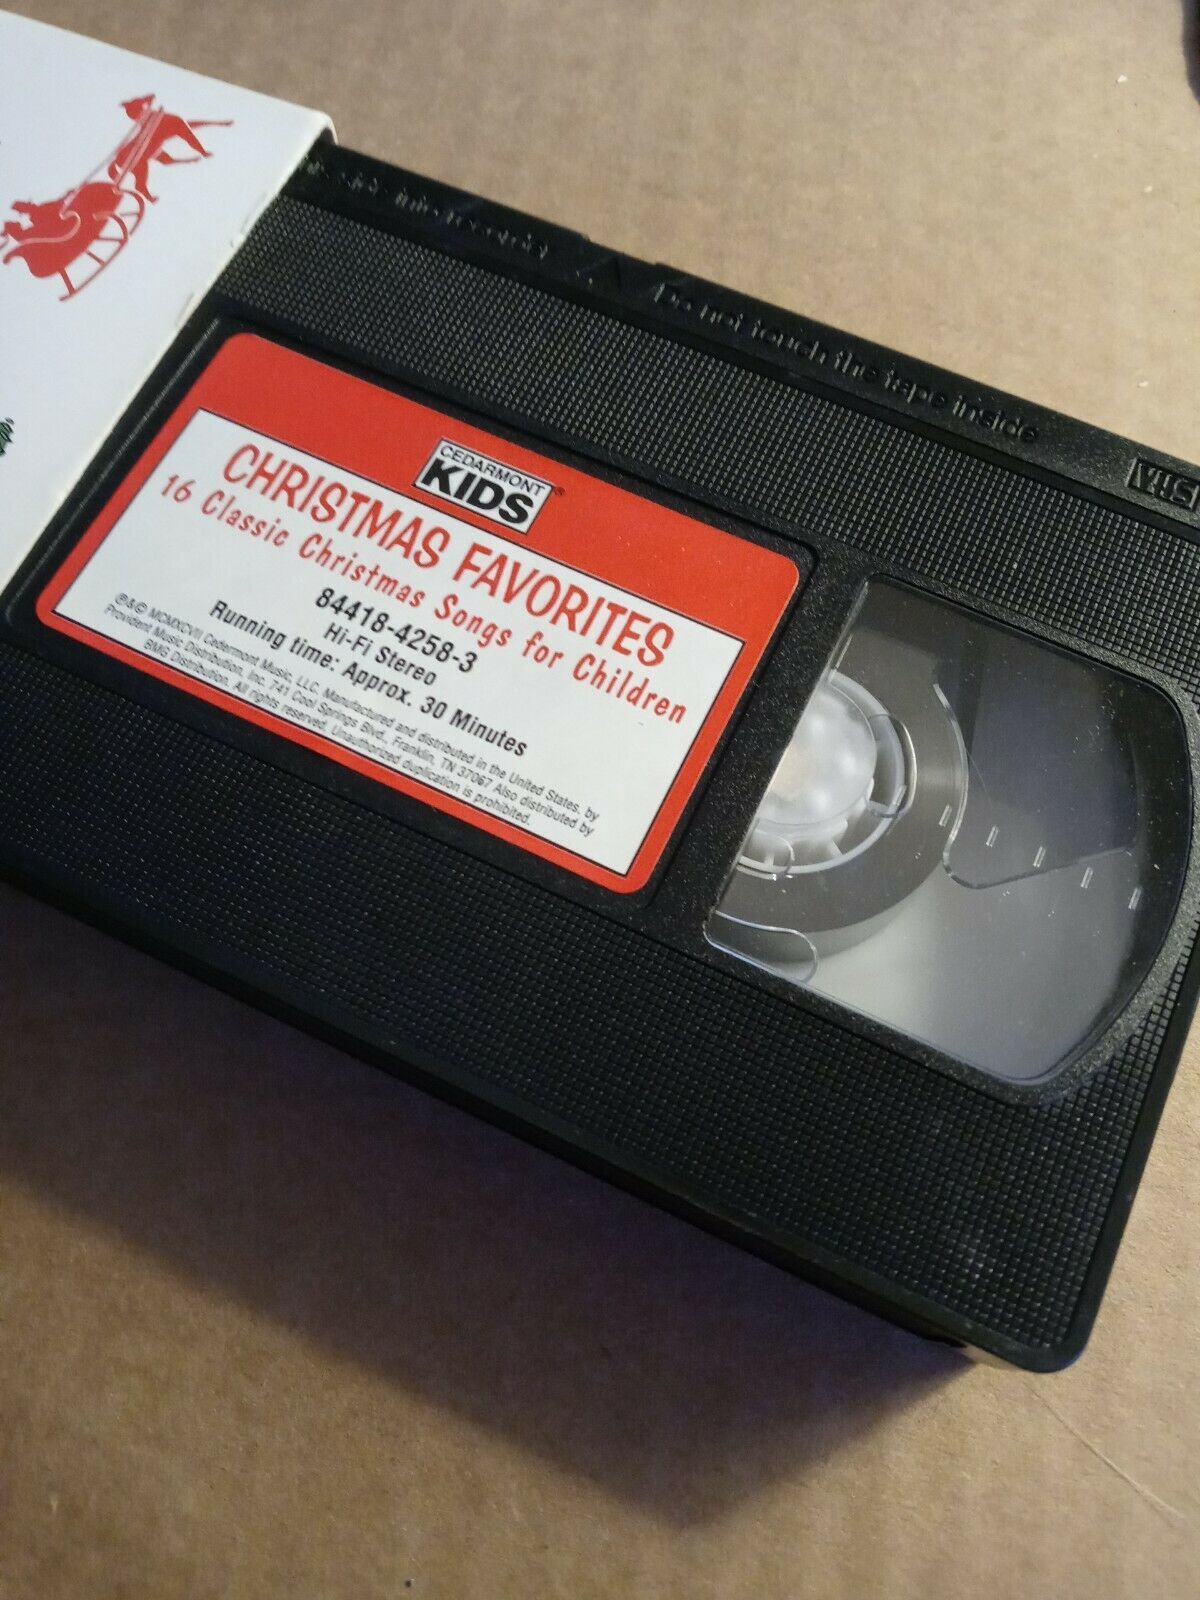 Do not touch the tape inside
VHS
CEDARMONT
KIDS®
CHRISTMAS FAVORITES
16 Classic Christmas Songs for Children
84418-4258-3
Hi-Fi Stereo
Running time: Approx. 30 Minutes
℗&© MCMXCVII Cedarmont Music, LLC. Manufactured and distributed in the United States, by
Provident Music Distribution, Inc. 741 Cool Springs Blvd., Franklin, TN 37067 Also distributed by
BMG Distribution. All rights reserved. Unauthorized duplication is prohibited.